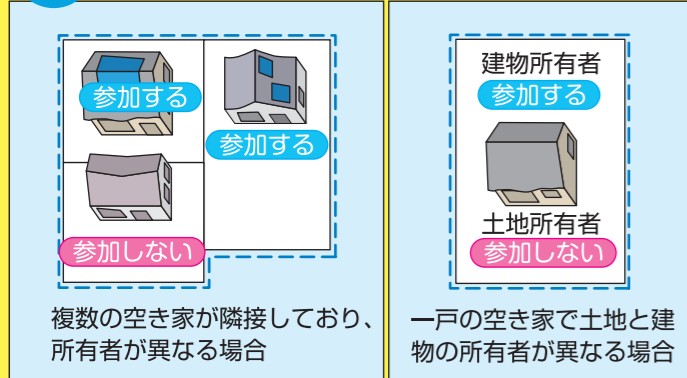 参加する
参加する
参加しない
複数の空き家が隣接しており、
所有者が異なる場合
建物所有者
参加する
土地所有者
参加しない
一戸の空き家で土地と建
物の所有者が異なる場合